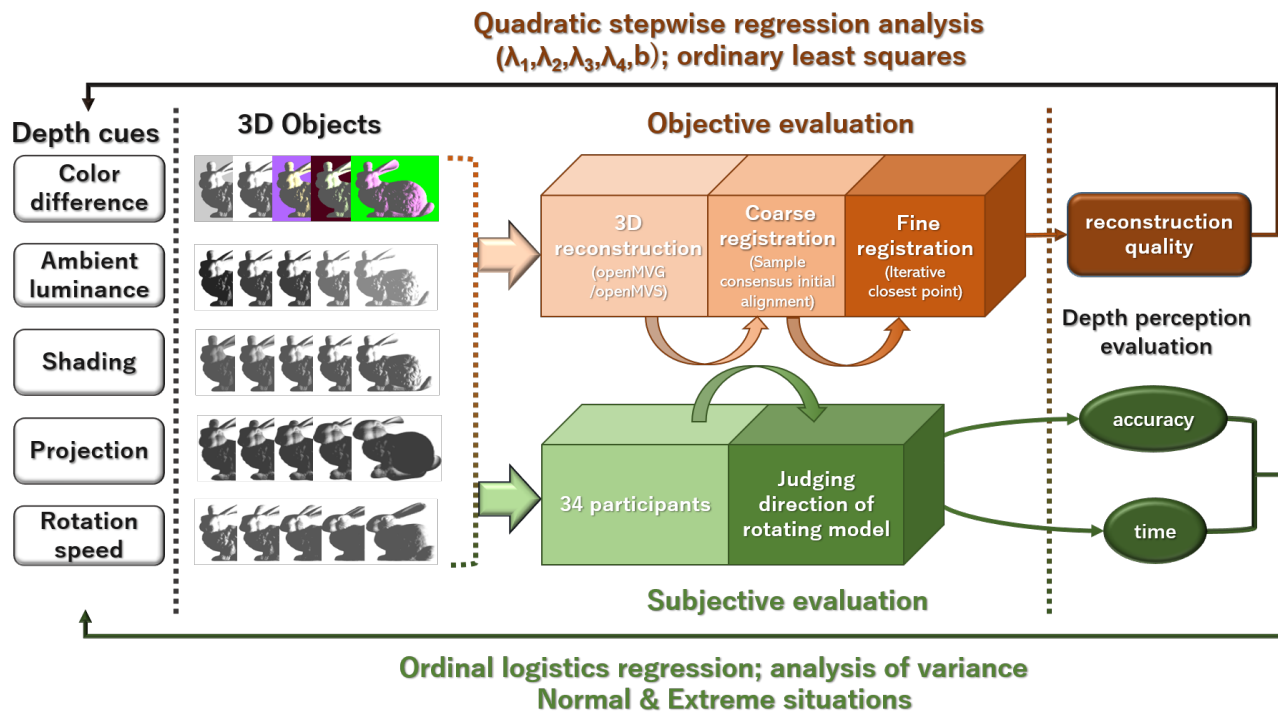 Quadratic stepwise regression analysis
(λ₁,λ₂,λ₃,λ₄,b); ordinary least squares
Depth cues
Color
difference
Ambient
luminance
Shading
Projection
Rotation
speed
3D Objects
Objective evaluation
3D
reconstruction
(openMVG
/openMVS)
Coarse
registration
(Sample
consensus initial
alignment)
Fine
registration
(Iterative
closest point)
reconstruction
quality
Depth perception
evaluation
34 participants
Judging
direction of
rotating model
accuracy
time
Subjective evaluation
Ordinal logistics regression; analysis of variance
Normal & Extreme situations